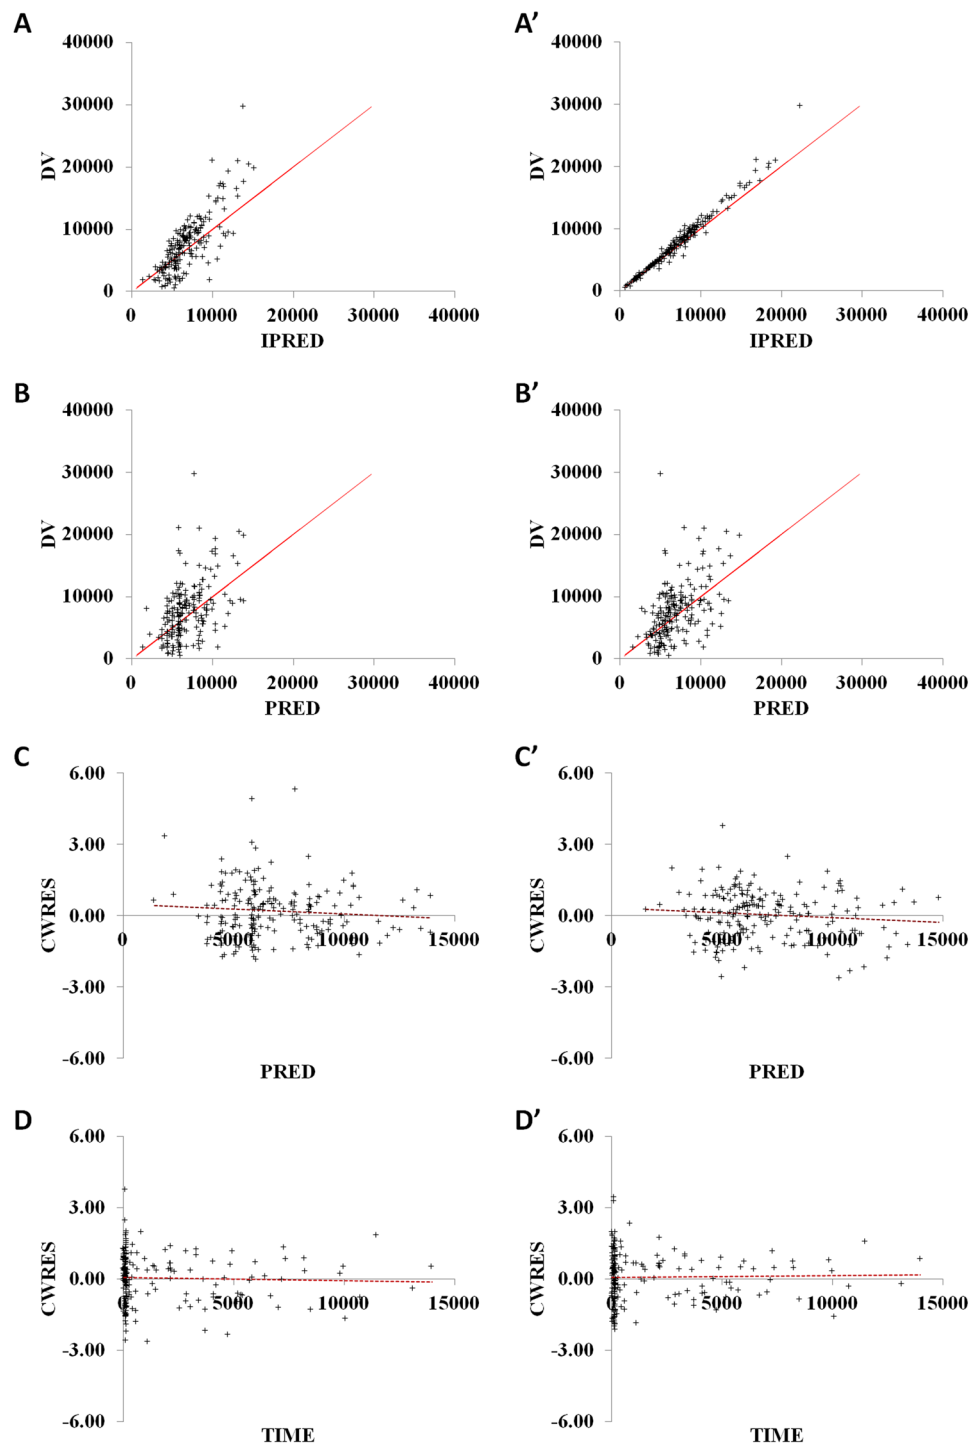 A A’
40000 40000
30000 30000
DV DV
20000 20000
10000 10000
0 0
0 10000 20000 30000 40000 0 10000 20000 30000 40000
IPRED IPRED
B B’
40000 40000
30000 30000
DV DV
20000 20000
10000 10000
0 0
0 10000 20000 30000 40000 0 10000 20000 30000 40000
PRED PRED
C C’
6.00 6.00
3.00 3.00
CWRES CWRES
0.00 0.00
0 5000 10000 15000 0 5000 10000 15000
-3.00 -3.00
-6.00 -6.00
PRED PRED
D D’
6.00 6.00
3.00 3.00
CWRES CWRES
0.00 0.00
0 5000 10000 15000 0 5000 10000 15000
-3.00 -3.00
-6.00 -6.00
TIME TIME